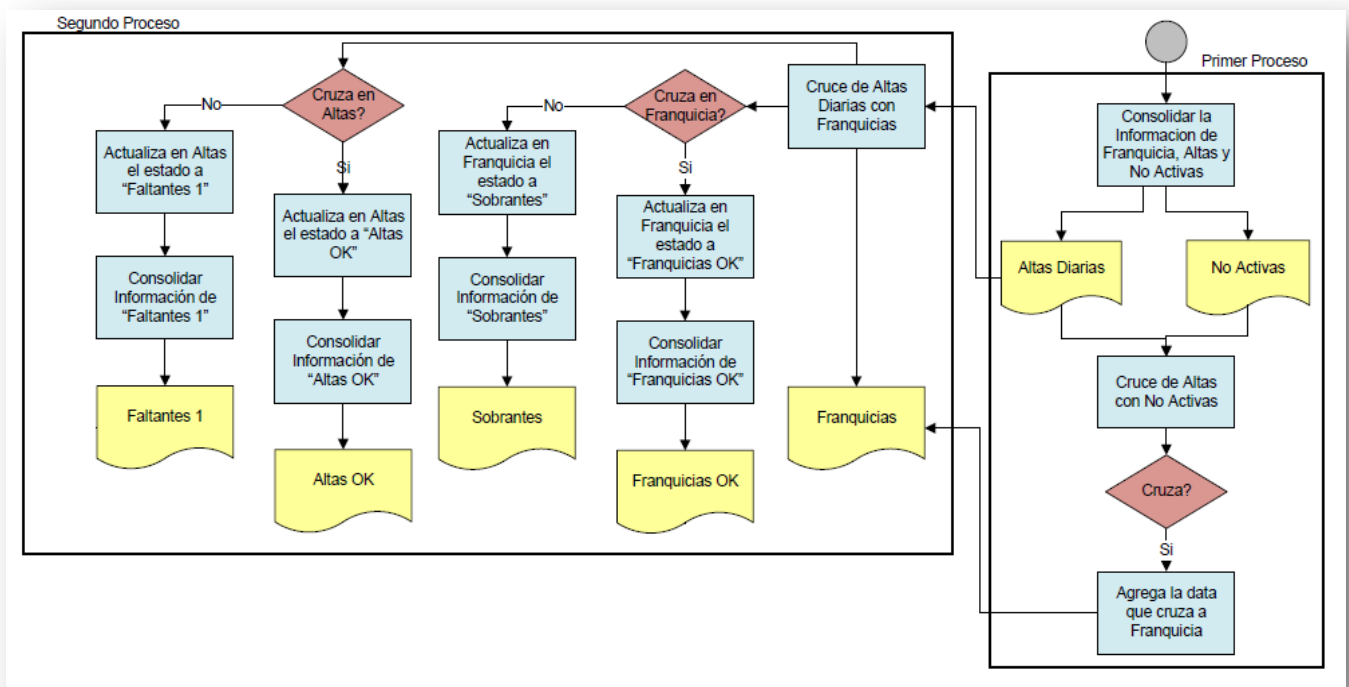 Segundo Proceso
Cruza en
Altas?
No
Si
Actualiza en Altas
el estado a
“Faltantes 1”
Consolidar
Información de
“Faltantes 1”
Faltantes 1
Actualiza en Altas
el estado a “Altas
OK”
Consolidar
Información de
“Altas OK”
Altas OK
Cruza en
Franquicia?
No
Si
Actualiza en
Franquicia el
estado a
“Sobrantes”
Consolidar
Información de
“Sobrantes”
Sobrantes
Actualiza en
Franquicia el
estado a
“Franquicias OK”
Consolidar
Información de
“Franquicias OK”
Franquicias OK
Cruce de Altas
Diarias con
Franquicias
Franquicias
Primer Proceso
Consolidar la
Informacion de
Franquicia, Altas y
No Activas
Altas Diarias
No Activas
Cruce de Altas
con No Activas
Cruza?
Si
Agrega la data
que cruza a
Franquicia